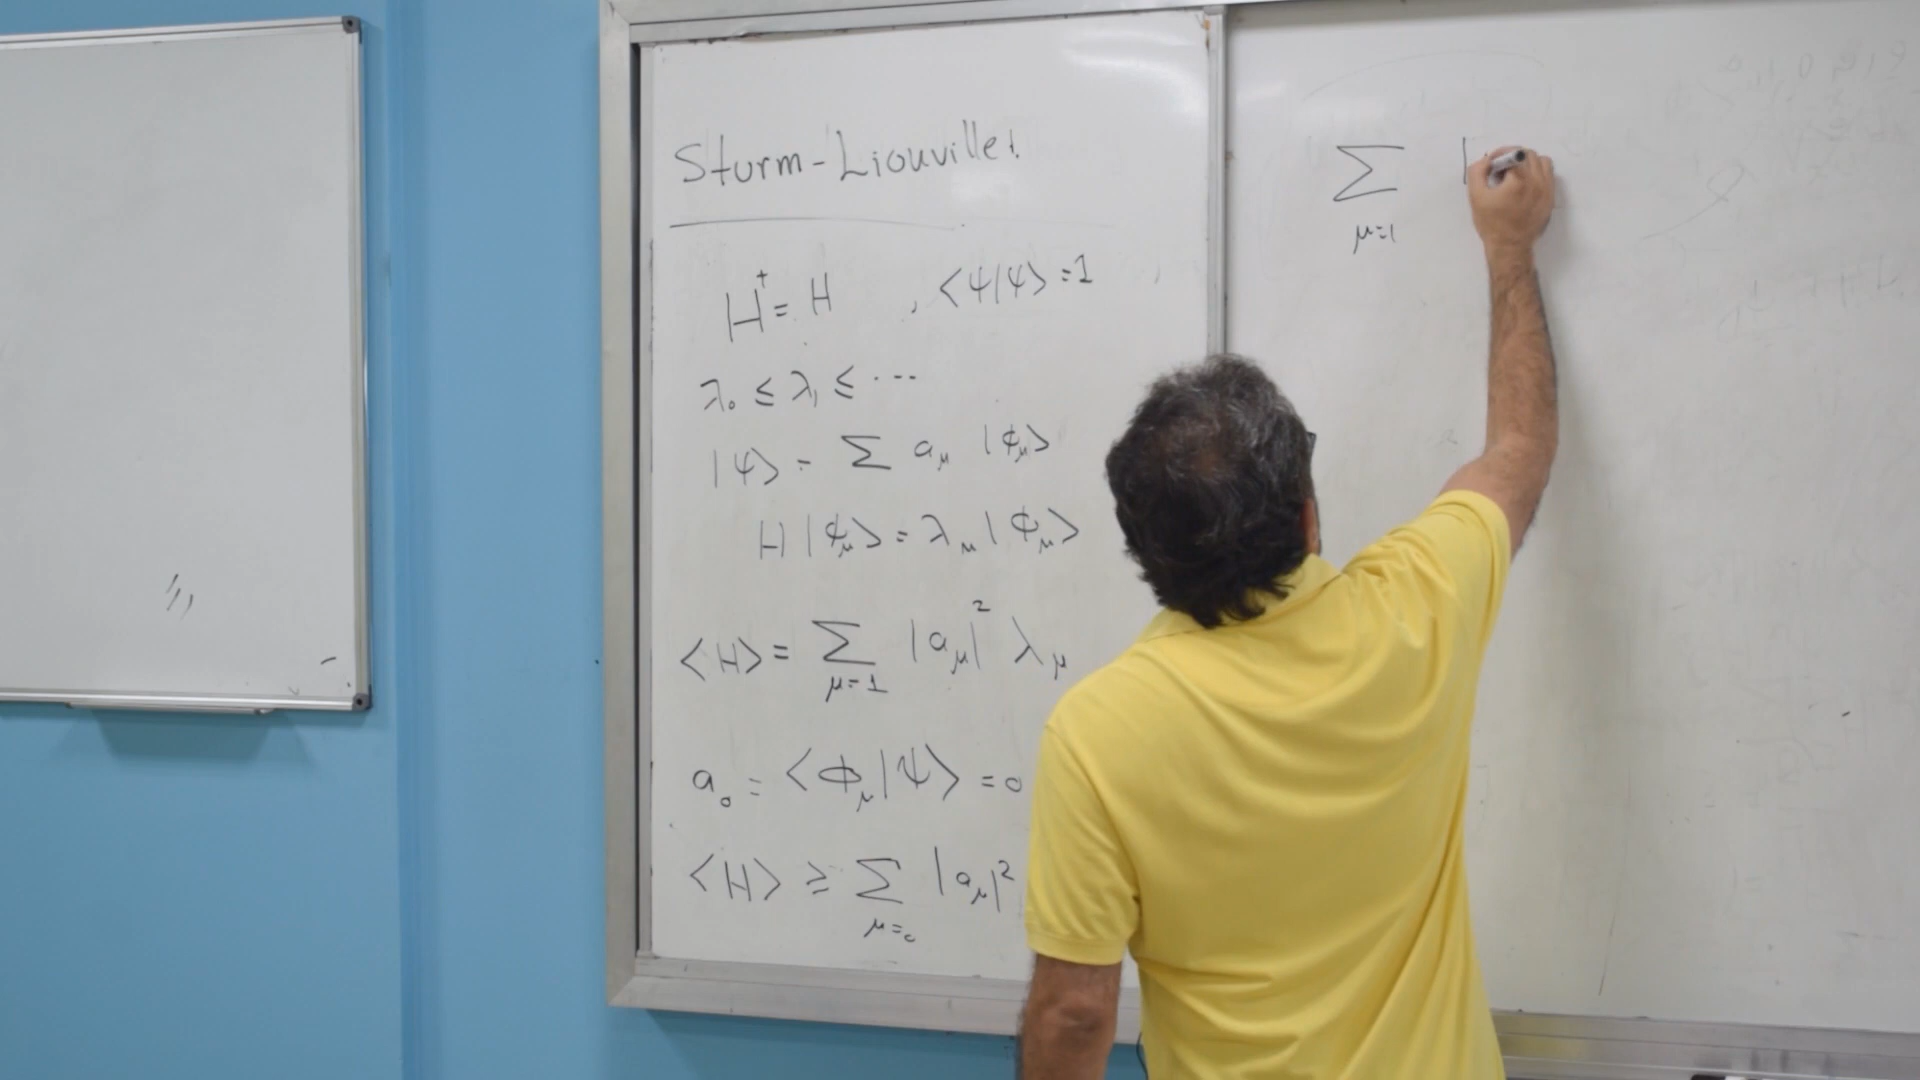 Sturm-Liouville!
H† = H , <ψ|ψ> = 1
λ₀ ≤ λ₁ ≤ ...
|ψ> = Σ aμ |ϕμ>
H |ϕμ> = λμ |ϕμ>
<H> = Σ μ=1 |aμ|² λμ
a₀ = <ϕμ|ψ> = 0
<H> ≥ Σ μ=0 |aμ|²
Σ μ=1 |